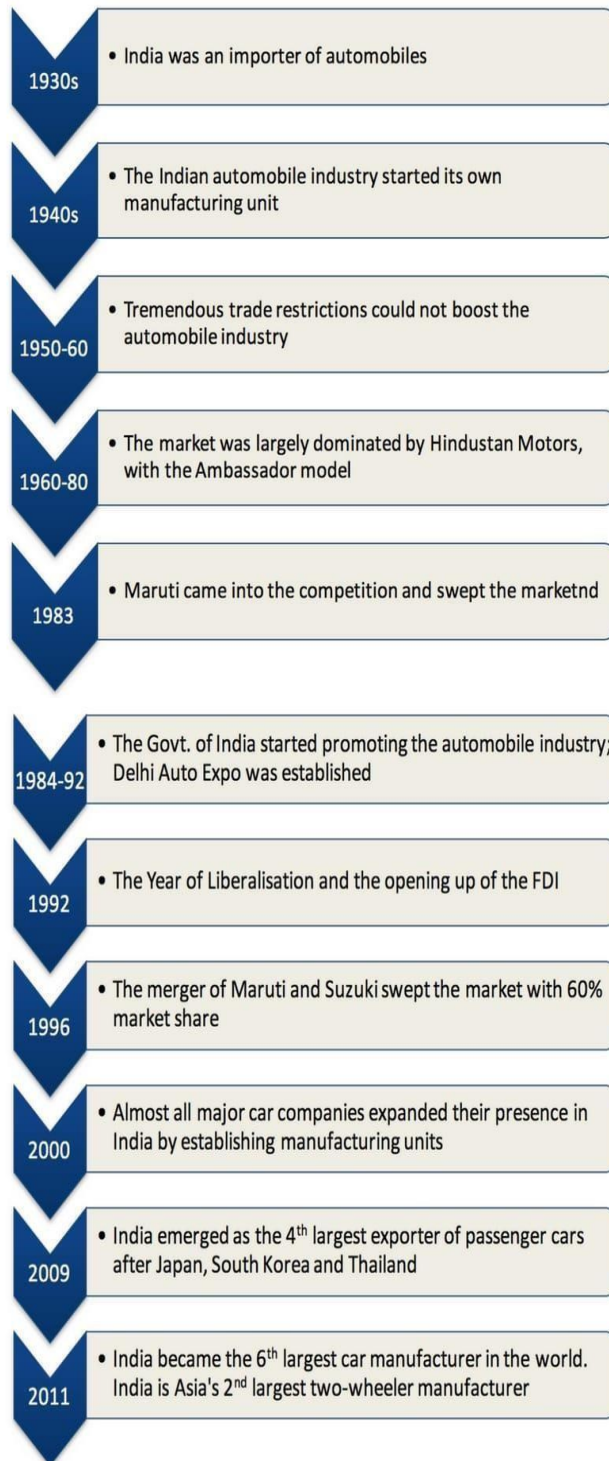 1930s
• India was an importer of automobiles
1940s
• The Indian automobile industry started its own
manufacturing unit
1950-60
• Tremendous trade restrictions could not boost the
automobile industry
1960-80
• The market was largely dominated by Hindustan Motors,
with the Ambassador model
1983
• Maruti came into the competition and swept the marketnd
1984-92
• The Govt. of India started promoting the automobile industry;
Delhi Auto Expo was established
1992
• The Year of Liberalisation and the opening up of the FDI
1996
• The merger of Maruti and Suzuki swept the market with 60%
market share
2000
• Almost all major car companies expanded their presence in
India by establishing manufacturing units
2009
• India emerged as the 4th largest exporter of passenger cars
after Japan, South Korea and Thailand
2011
• India became the 6th largest car manufacturer in the world.
India is Asia's 2nd largest two-wheeler manufacturer